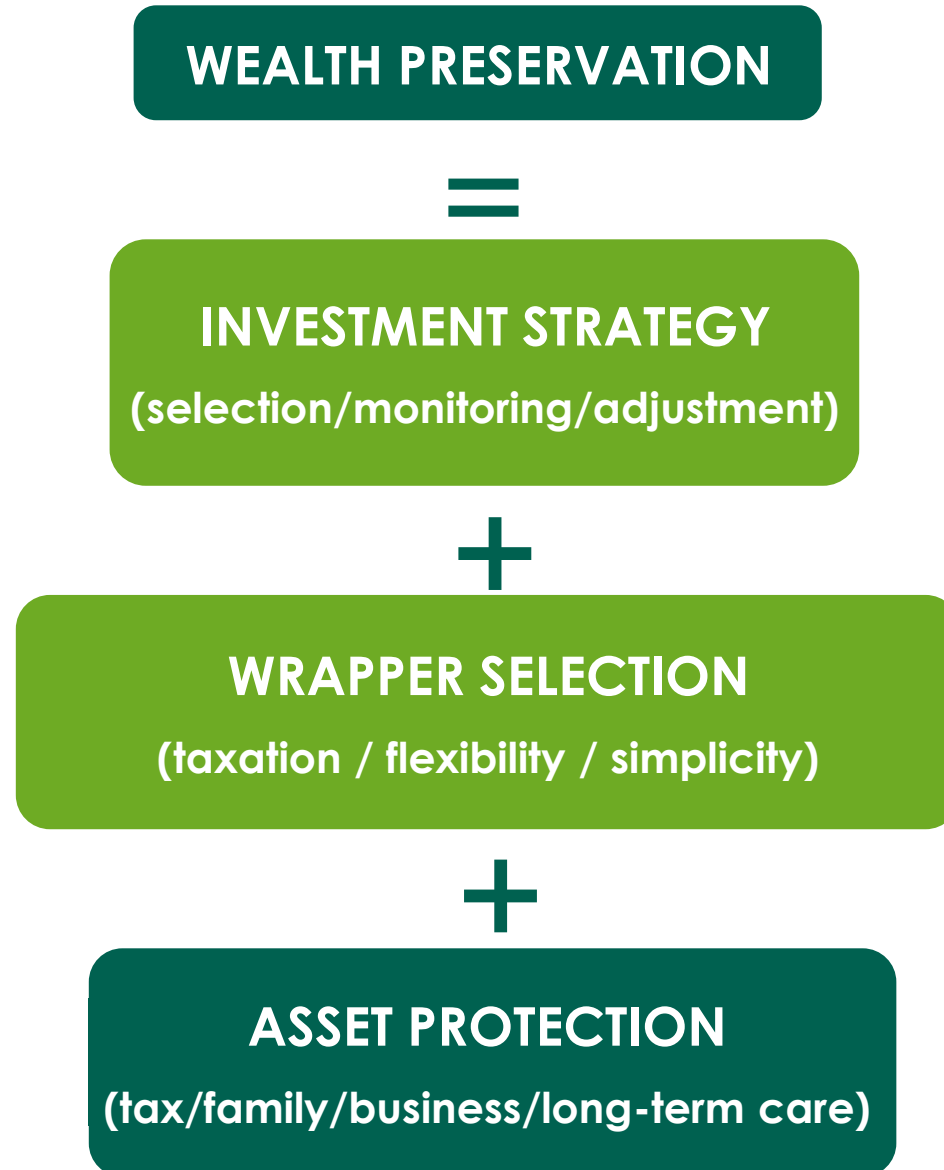 WEALTH PRESERVATION
=
INVESTMENT STRATEGY
(selection/monitoring/adjustment)
+
WRAPPER SELECTION
(taxation / flexibility / simplicity)
+
ASSET PROTECTION
(tax/family/business/long-term care)